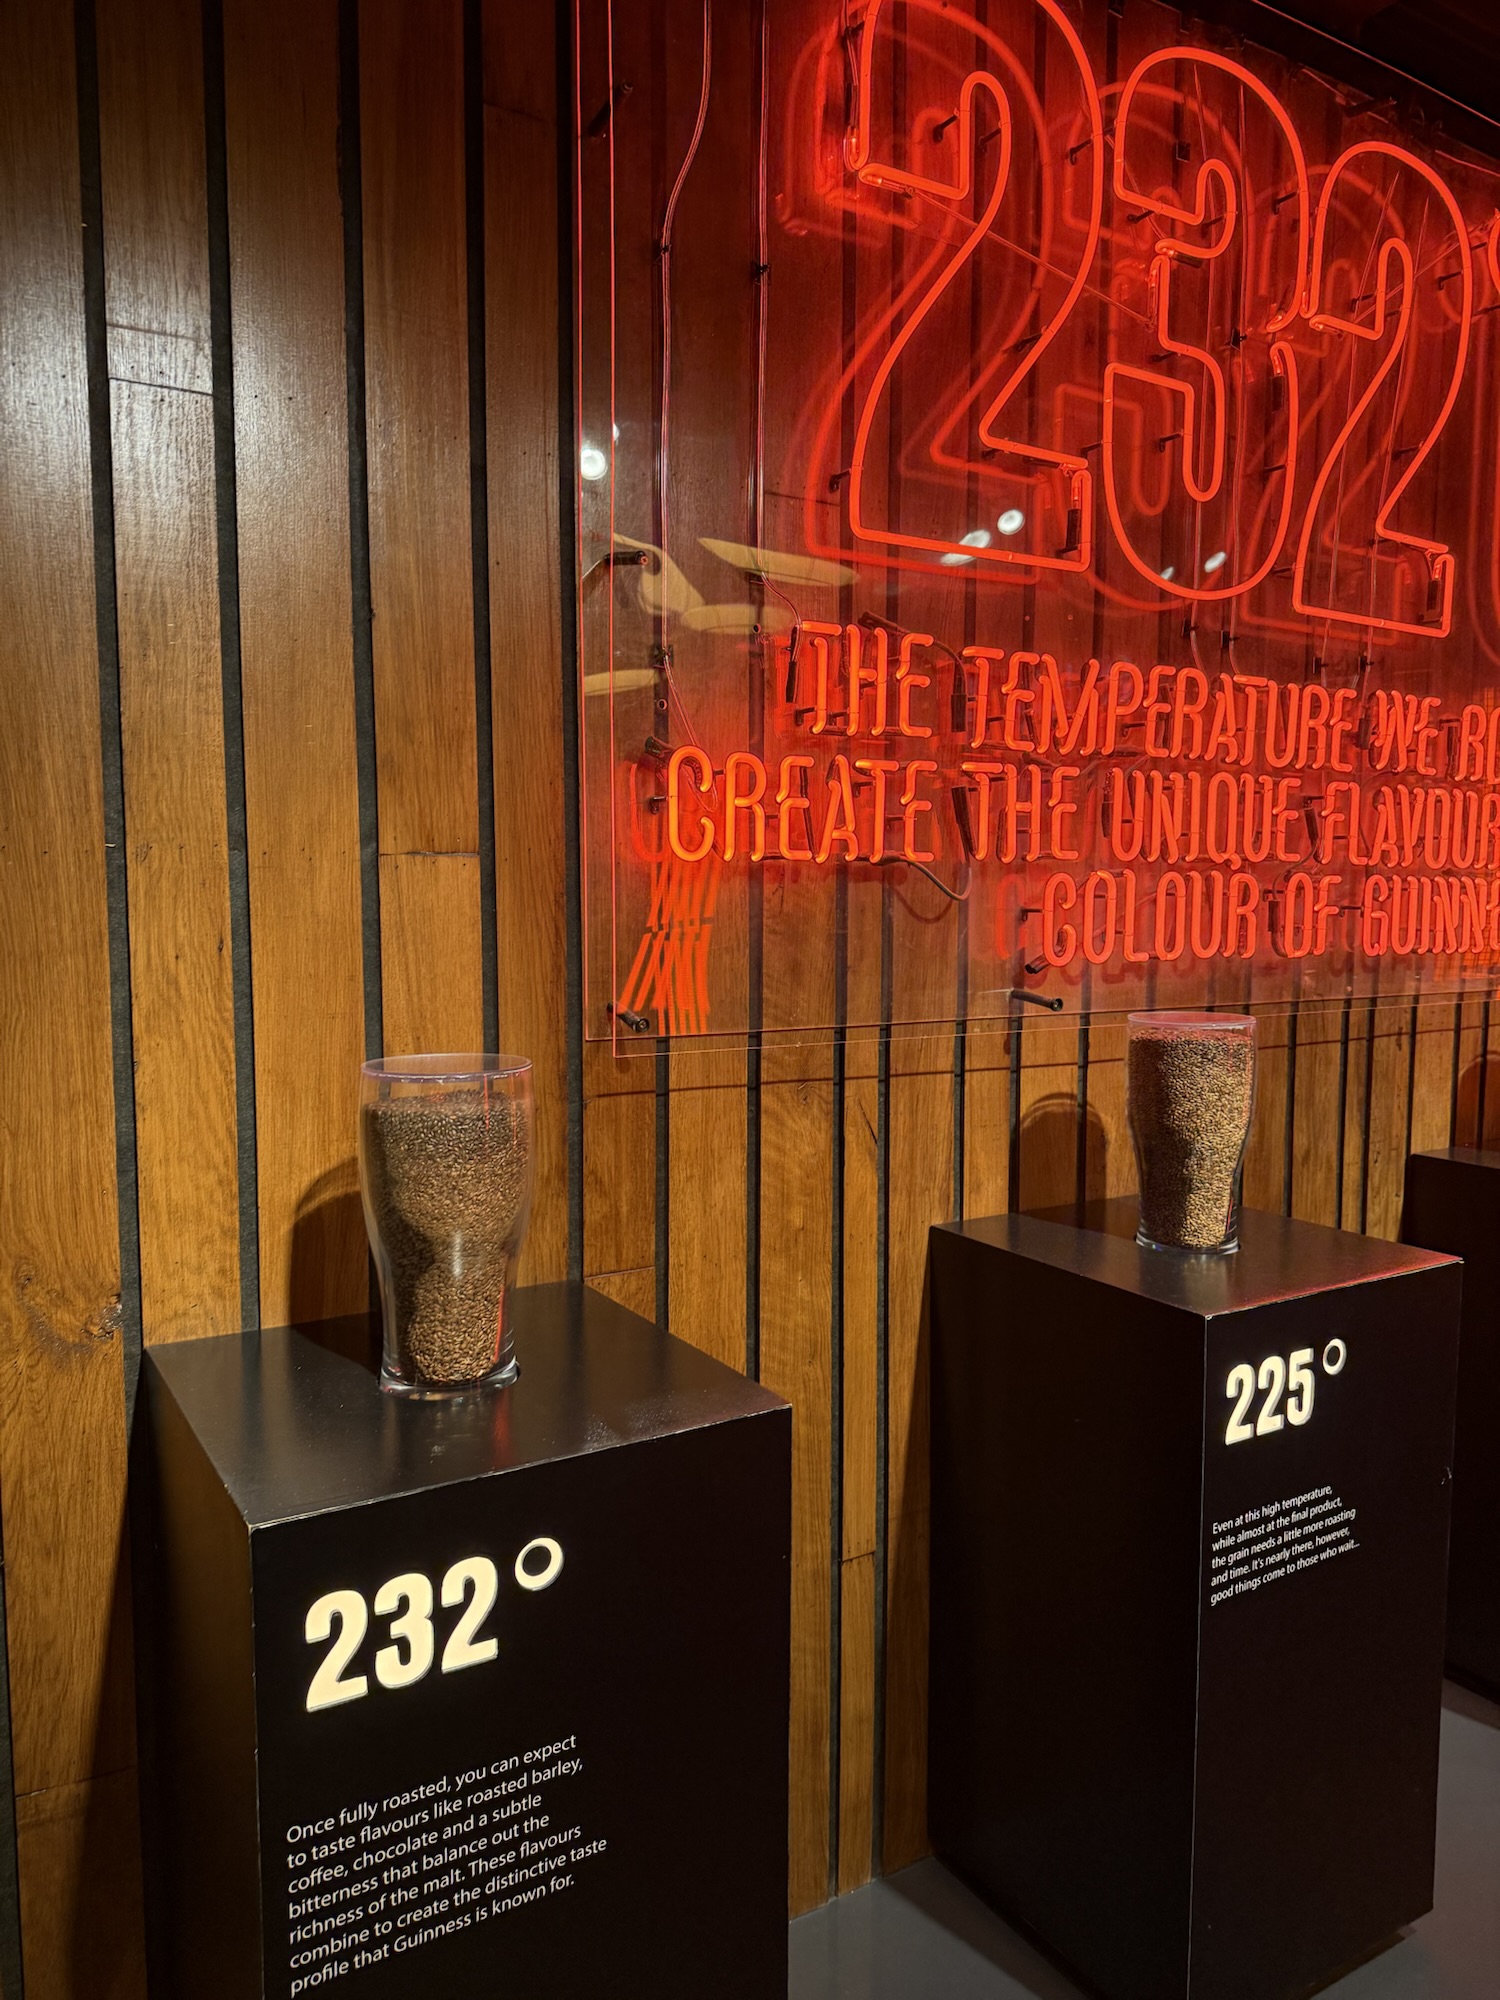 232°
THE TEMPERATURE WE
CREATE THE UNIQUE FLAVOUR
COLOUR OF
232°
Once fully roasted, you can expect
to taste flavours like roasted barley,
coffee, chocolate and a subtle
bitterness that balance out the
richness of the malt. These flavours
combine to create the distinctive taste
profile that Guinness is known for.
225°
Even at this high temperature,
while almost at the final product,
the grain needs a little more roasting
and time. It's nearly there, however,
good things come to those who wait...